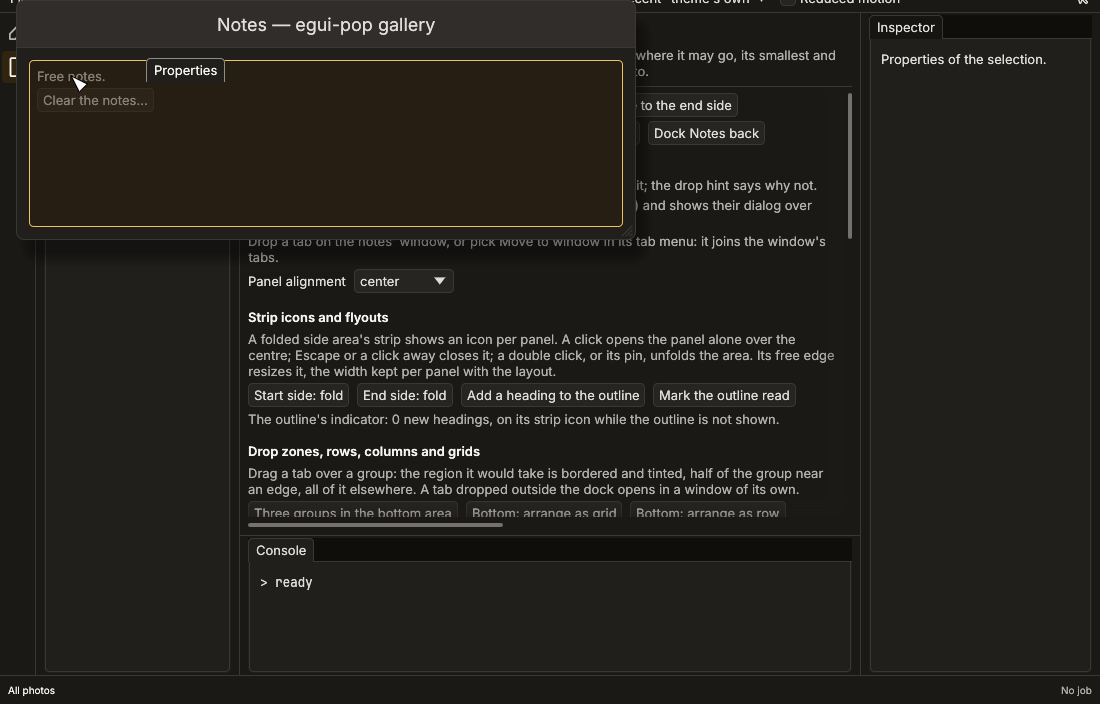 theme's own
Reduced motion
Notes — egui-pop gallery
Inspector
Free notes.
Properties
Clear the notes...
where it may go, its smallest and
to.
to the end side
Dock Notes back
it; the drop hint says why not.
) and shows their dialog over
Drop a tab on the notes' window, or pick Move to window in its tab menu: it joins the window's
tabs.
Panel alignment
center
Strip icons and flyouts
A folded side area's strip shows an icon per panel. A click opens the panel alone over the
centre; Escape or a click away closes it; a double click, or its pin, unfolds the area. Its free edge
resizes it, the width kept per panel with the layout.
Start side: fold
End side: fold
Add a heading to the outline
Mark the outline read
The outline's indicator: 0 new headings, on its strip icon while the outline is not shown.
Drop zones, rows, columns and grids
Drag a tab over a group: the region it would take is bordered and tinted, half of the group near
an edge, all of it elsewhere. A tab dropped outside the dock opens in a window of its own.
Three groups in the bottom area
Bottom: arrange as grid
Bottom: arrange as row
Console
> ready
Properties of the selection.
All photos
No job